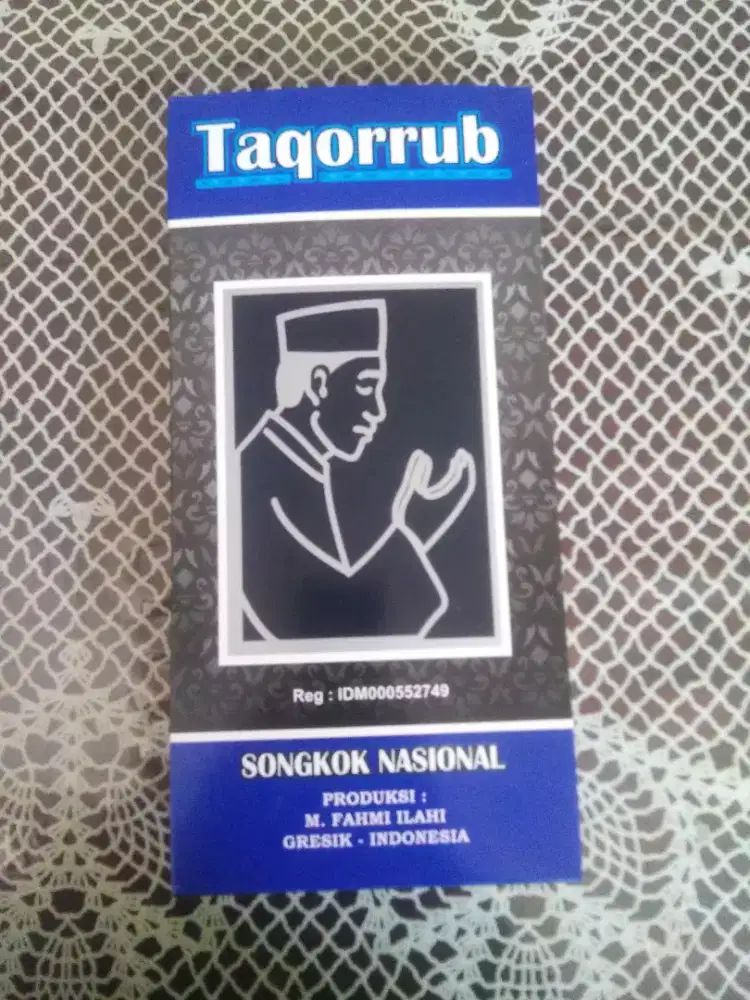 Taqorrub
Reg : IDM000552749
SONGKOK NASIONAL
PRODUKSI :
M. FAHMI ILAHI
GRESIK - INDONESIA